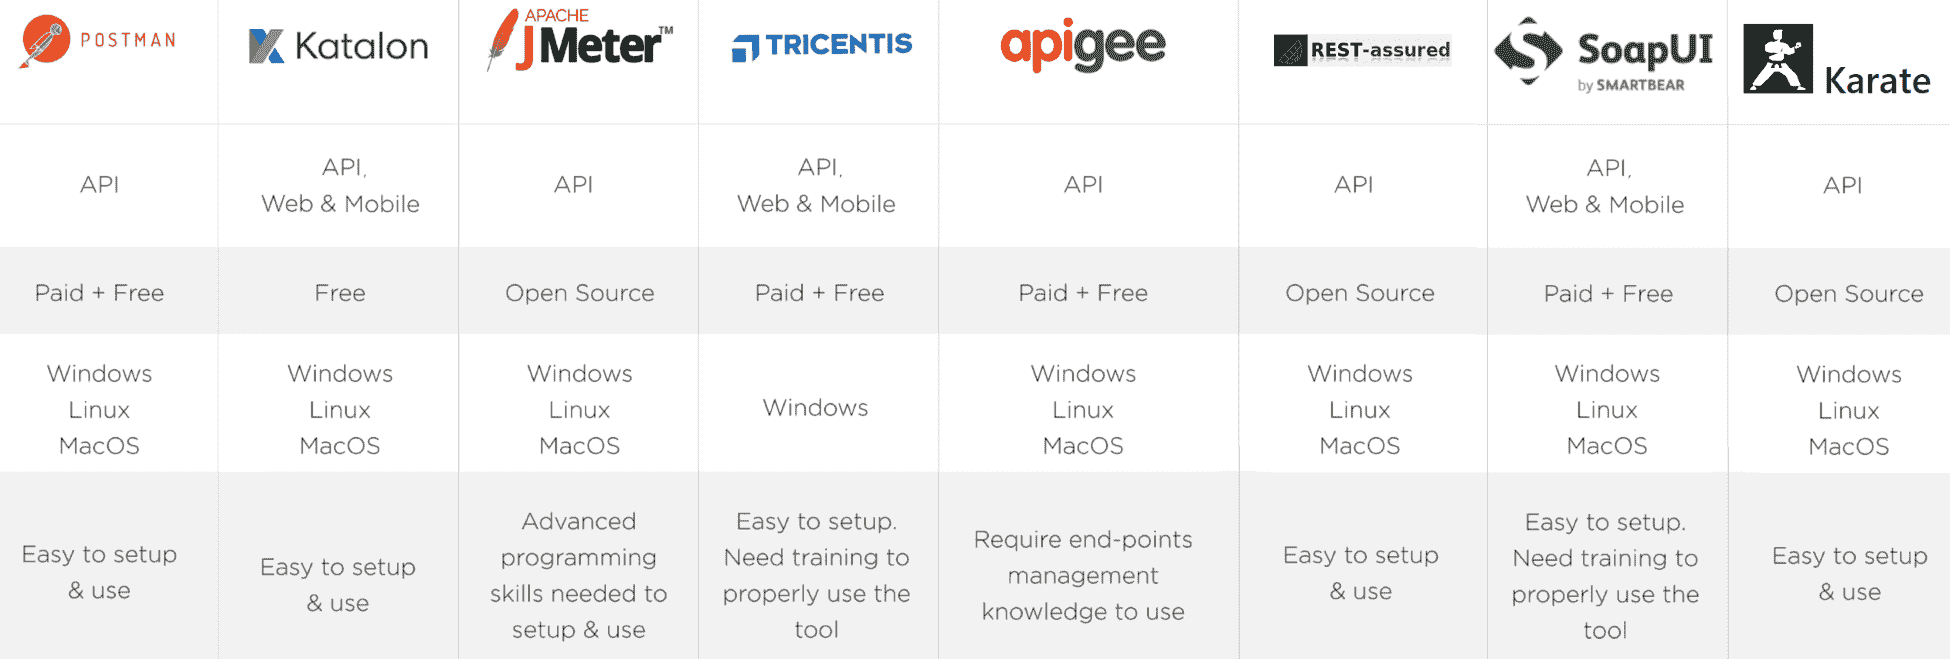 POSTMAN
Katalon
APACHE
JMeter™
TRICENTIS
apigee
REST-assured
SoapUI
by SMARTBEAR
Karate
API
API,
Web & Mobile
API
API,
Web & Mobile
API
API
API,
Web & Mobile
API
Paid + Free
Free
Open Source
Paid + Free
Paid + Free
Open Source
Paid + Free
Open Source
Windows
Linux
MacOS
Windows
Linux
MacOS
Windows
Linux
MacOS
Windows
Windows
Linux
MacOS
Windows
Linux
MacOS
Windows
Linux
MacOS
Windows
Linux
MacOS
Easy to setup
& use
Easy to setup
& use
Advanced
programming
skills needed to
setup & use
Easy to setup.
Need training to
properly use the
tool
Require end-points
management
knowledge to use
Easy to setup
& use
Easy to setup.
Need training to
properly use the
tool
Easy to setup
& use